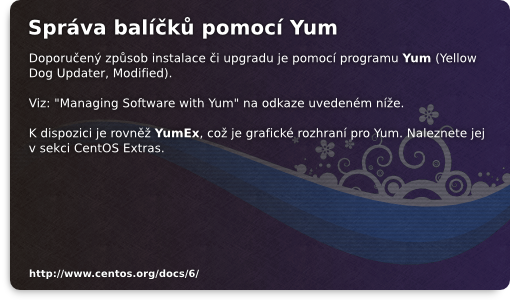 Správa balíčků pomocí Yum
Doporučený způsob instalace či upgradu je pomocí programu Yum (Yellow
Dog Updater, Modified).
Viz: "Managing Software with Yum" na odkaze uvedeném níže.
K dispozici je rovněž YumEx, což je grafické rozhraní pro Yum. Naleznete jej
v sekci CentOS Extras.
http://www.centos.org/docs/6/